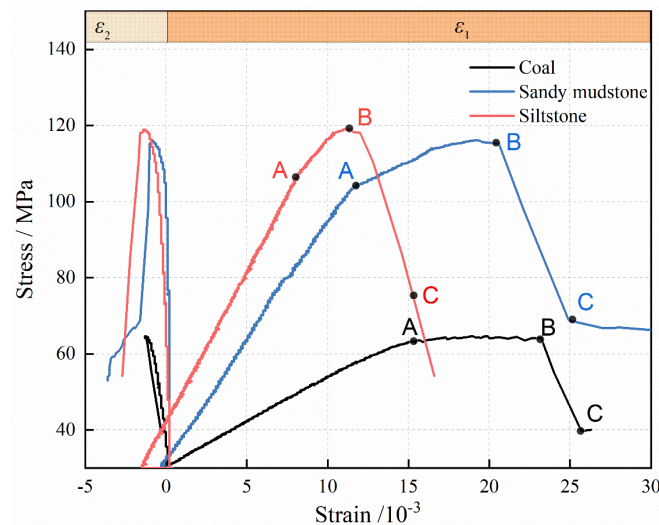 ε₂ ε₁
140
120
100
80
60
40
-5 0 5 10 15 20 25 30
Stress / MPa
Strain /10⁻³
Coal
Sandy mudstone
Siltstone
A B C
A B C
A B C